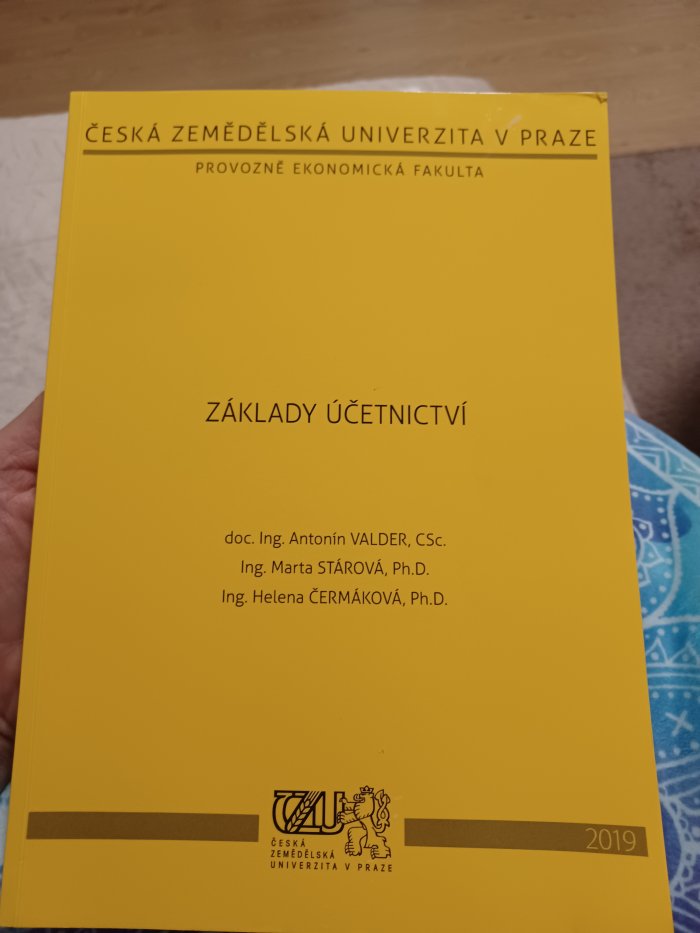 ČESKÁ ZEMĚDĚLSKÁ UNIVERZITA V PRAZE
PROVOZNĚ EKONOMICKÁ FAKULTA
ZÁKLADY ÚČETNICTVÍ
doc. Ing. Antonín VALDER, CSc.
Ing. Marta STÁROVÁ, Ph.D.
Ing. Helena ČERMÁKOVÁ, Ph.D.
ČZU
ČESKÁ
ZEMĚDĚLSKÁ
UNIVERZITA V PRAZE
2019